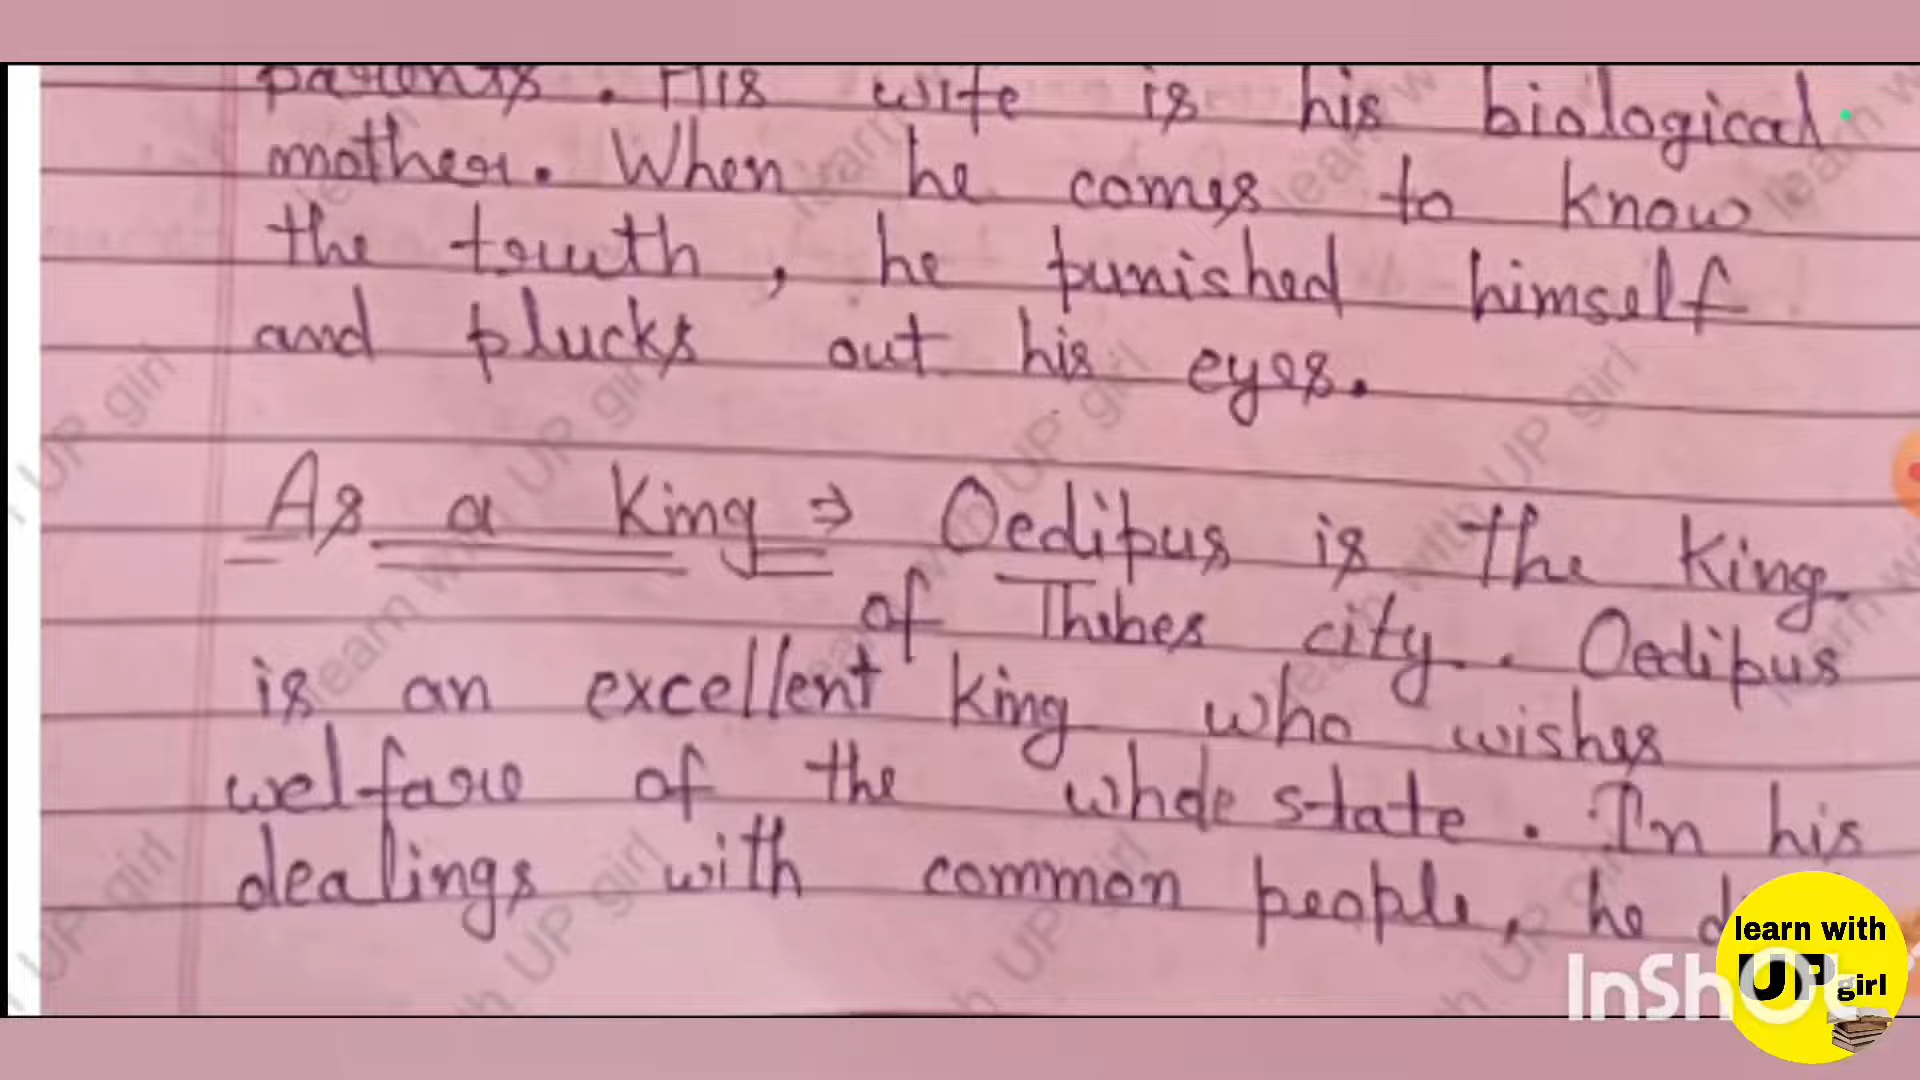 parents. His wife is his biological
mother. When he comes to know
the truth, he punished himself
and plucks out his eyes.
As a King ⇒ Oedipus is the King
of Thebes city. Oedipus
is an excellent king who wishes
welfare of the whole state. In his
dealings with common people, he
learn with
UP girl
InShOt